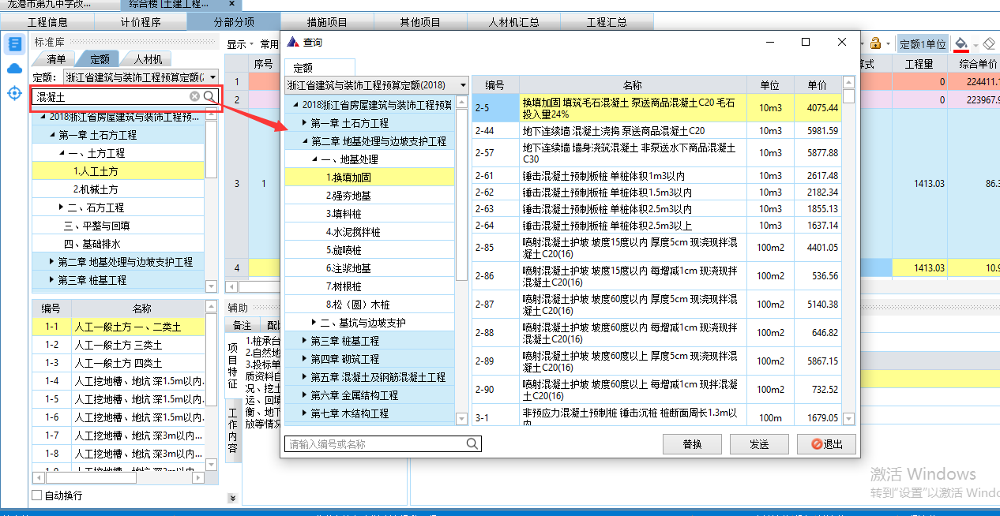 龙港市第九中学改...
综合楼 [土建工程...
×
工程信息
计价程序
分部分项
措施项目
其他项目
人材机汇总
工程汇总
标准库
显示
常用
清单
定额
人材机
定额:
浙江省建筑与装饰工程预算定额(
混凝土
2018浙江省房屋建筑与装饰工程预...
第一章 土石方工程
一、土方工程
1.人工土方
2.机械土方
二、石方工程
三、平整与回填
四、基础排水
第二章 地基处理与边坡支护工程
第三章 桩基工程
编号
名称
1-1
人工一般土方 一、二类土
1-2
人工一般土方 三类土
1-3
人工一般土方 四类土
1-4
人工挖地槽、地坑 深1.5m以内.
1-5
人工挖地槽、地坑 深1.5m以内.
1-6
人工挖地槽、地坑 深1.5m以内.
1-7
人工挖地槽、地坑 深3m以内...
1-8
人工挖地槽、地坑 深3m以内...
自动换行
序号
1
2
3
1
4
辅助
备注
项目特征
工作内容
1.桩承台
2.自然地
3.投标单
质资料自
况、挖土
运、回填
衡、地下
放等情况
查询
定额
浙江省建筑与装饰工程预算定额(2018)
2018浙江省房屋建筑与装饰工程预
第一章 土石方工程
第二章 地基处理与边坡支护工程
一、地基处理
1.换填加固
2.强夯地基
3.填料桩
4.水泥搅拌桩
5.旋喷桩
6.注浆地基
7.树根桩
8.松（圆）木桩
二、基坑与边坡支护
第三章 桩基工程
第四章 砌筑工程
第五章 混凝土及钢筋混凝土工程
第六章 金属结构工程
第七章 木结构工程
请输入编号或名称
编号
名称
单位
单价
2-5
换填加固 填筑毛石混凝土 泵送商品混凝土C20 毛石
投入量24%
10m3
4075.44
2-44
地下连续墙 混凝土浇捣 泵送商品混凝土C20
10m3
5981.59
2-57
地下连续墙 墙身浇筑混凝土 非泵送水下商品混凝土
C30
10m3
5877.88
2-61
锤击混凝土预制板桩 单桩体积1m3以内
10m3
2617.48
2-62
锤击混凝土预制板桩 单桩体积1.5m3以内
10m3
2182.34
2-63
锤击混凝土预制板桩 单桩体积2.5m3以内
10m3
1855.13
2-64
锤击混凝土预制板桩 单桩体积2.5m3以上
10m3
1637.14
2-85
喷射混凝土护坡 坡度15度以内 厚度5cm 现浇现拌混
凝土C20(16)
100m2
4401.05
2-86
喷射混凝土护坡 坡度15度以内 每增减1cm 现浇现拌
混凝土C20(16)
100m2
536.56
2-87
喷射混凝土护坡 坡度60度以内 厚度5cm 现浇现拌混
凝土C20(16)
100m2
5140.38
2-88
喷射混凝土护坡 坡度60度以内 每增减1cm 现浇现拌
混凝土C20(16)
100m2
646.82
2-89
喷射混凝土护坡 坡度60度以上 厚度5cm 现浇现拌混
凝土C20(16)
100m2
5867.15
2-90
喷射混凝土护坡 坡度60度以上 每增减1cm 现拌混凝
土C20(16)
100m2
732.52
3-1
非预应力混凝土预制桩 锤击沉桩 桩断面周长1.3m以
内
100m
1679.05
替换
发送
退出
定额1单位
式
工程量
综合单价
0
224411.
0
223967.9
1413.03
86.3
1413.03
10.9
激活 Windows
转到"设置"以激活 Windo